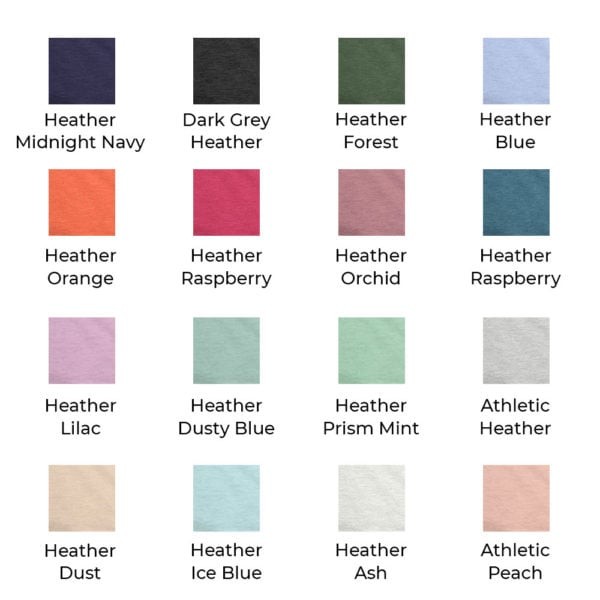 Heather
Midnight Navy
Dark Grey
Heather
Heather
Forest
Heather
Blue
Heather
Orange
Heather
Raspberry
Heather
Orchid
Heather
Raspberry
Heather
Lilac
Heather
Dusty Blue
Heather
Prism Mint
Athletic
Heather
Heather
Dust
Heather
Ice Blue
Heather
Ash
Athletic
Peach